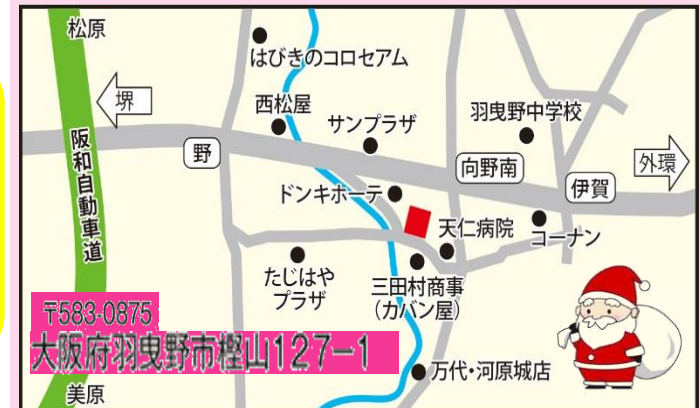 松原
はびきのコロセアム
堺
西松屋
サンプラザ
羽曳野中学校
阪和自動車道
野
向野南
外環
伊賀
ドンキホーテ
天仁病院
コーナン
たじはや
プラザ
三田村商事
（カバン屋）
〒583-0875
大阪府羽曳野市樫山127−1
万代・河原城店
美原